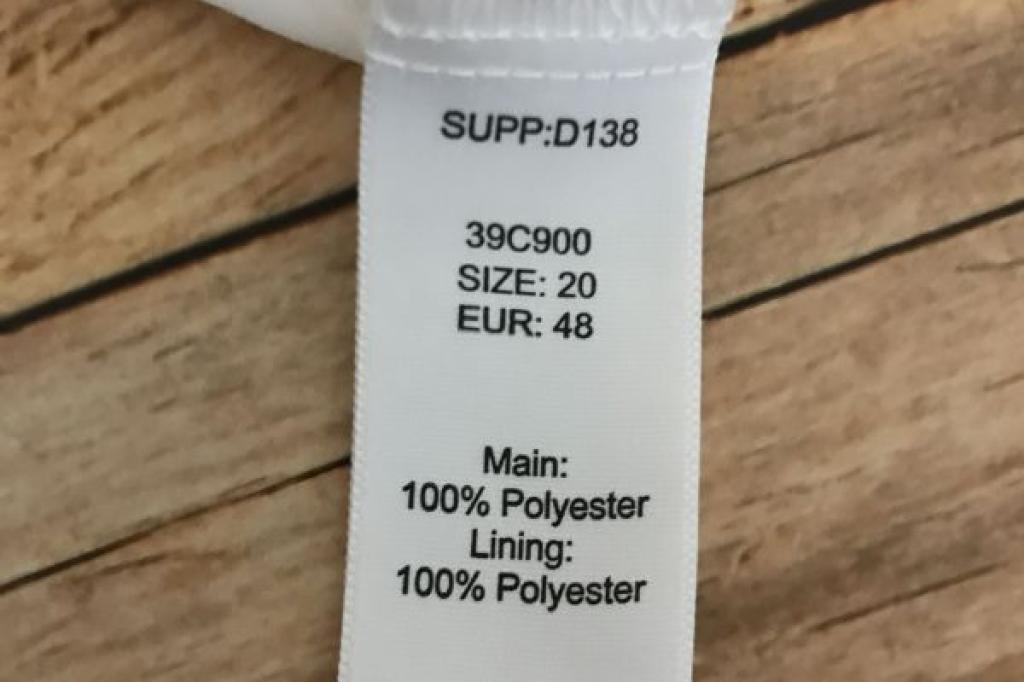 SUPP:D138
39C900
SIZE: 20
EUR: 48
Main:
100% Polyester
Lining:
100% Polyester